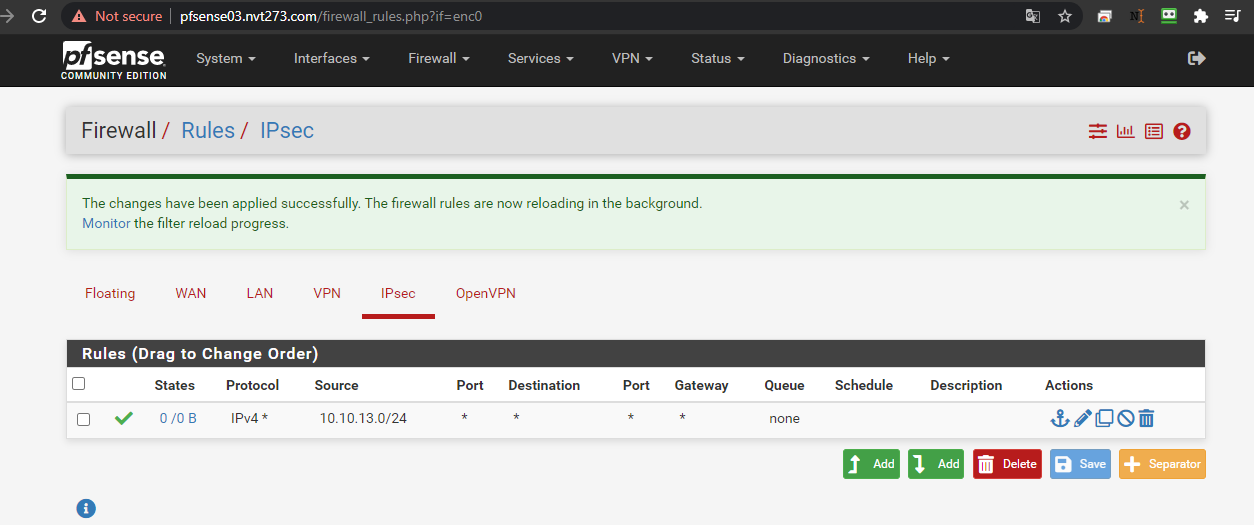 Not secure pfsense03.nvt273.com/firewall_rules.php?if=enc0
pfsense
COMMUNITY EDITION
System Interfaces Firewall Services VPN Status Diagnostics Help
Firewall / Rules / IPsec
The changes have been applied successfully. The firewall rules are now reloading in the background.
Monitor the filter reload progress.
×
Floating WAN LAN VPN IPsec OpenVPN
Rules (Drag to Change Order)
States Protocol Source Port Destination Port Gateway Queue Schedule Description Actions
0 /0 B IPv4 * 10.10.13.0/24 * * * * none
Add Add Delete Save Separator